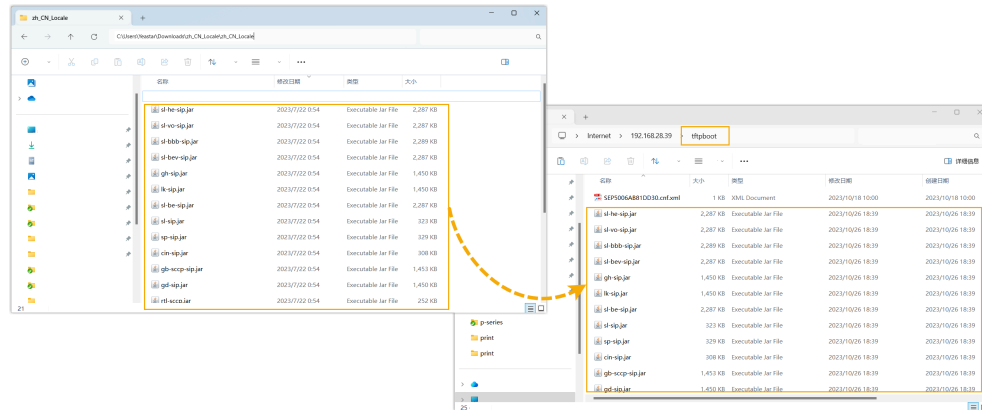 zh_CN_Locale
C:\Users\Yeastar\Downloads\zh_CN_Locale\zh_CN_Locale
名称 修改日期 类型 大小
sl-he-sip.jar 2023/7/22 0:54 Executable Jar File 2,287 KB
sl-vo-sip.jar 2023/7/22 0:54 Executable Jar File 2,287 KB
sl-bbb-sip.jar 2023/7/22 0:54 Executable Jar File 2,289 KB
sl-bev-sip.jar 2023/7/22 0:54 Executable Jar File 2,287 KB
gh-sip.jar 2023/7/22 0:54 Executable Jar File 1,450 KB
lk-sip.jar 2023/7/22 0:54 Executable Jar File 1,450 KB
sl-be-sip.jar 2023/7/22 0:54 Executable Jar File 2,287 KB
sl-sip.jar 2023/7/22 0:54 Executable Jar File 323 KB
sp-sip.jar 2023/7/22 0:54 Executable Jar File 329 KB
cin-sip.jar 2023/7/22 0:54 Executable Jar File 308 KB
gb-sccp-sip.jar 2023/7/22 0:54 Executable Jar File 1,453 KB
gd-sip.jar 2023/7/22 0:54 Executable Jar File 1,450 KB
rtl-sccp.jar 2023/7/22 0:54 Executable Jar File 252 KB
21
Internet 192.168.28.39 tftpboot
详细信息
名称 大小 类型 修改日期 创建日期
SEP5006AB81DD30.cnf.xml 1 KB XML Document 2023/10/18 10:00 2023/10/18 10:00
sl-he-sip.jar 2,287 KB Executable Jar File 2023/10/26 18:39 2023/10/26 18:39
sl-vo-sip.jar 2,287 KB Executable Jar File 2023/10/26 18:39 2023/10/26 18:39
sl-bbb-sip.jar 2,289 KB Executable Jar File 2023/10/26 18:39 2023/10/26 18:39
sl-bev-sip.jar 2,287 KB Executable Jar File 2023/10/26 18:39 2023/10/26 18:39
gh-sip.jar 1,450 KB Executable Jar File 2023/10/26 18:39 2023/10/26 18:39
lk-sip.jar 1,450 KB Executable Jar File 2023/10/26 18:39 2023/10/26 18:39
sl-be-sip.jar 2,287 KB Executable Jar File 2023/10/26 18:39 2023/10/26 18:39
sl-sip.jar 323 KB Executable Jar File 2023/10/26 18:39 2023/10/26 18:39
sp-sip.jar 329 KB Executable Jar File 2023/10/26 18:39 2023/10/26 18:39
cin-sip.jar 308 KB Executable Jar File 2023/10/26 18:39 2023/10/26 18:39
gb-sccp-sip.jar 1,453 KB Executable Jar File 2023/10/26 18:39 2023/10/26 18:39
gd-sip.jar 1,450 KB Executable Jar File 2023/10/26 18:39 2023/10/26 18:39
p-series
print
print
25